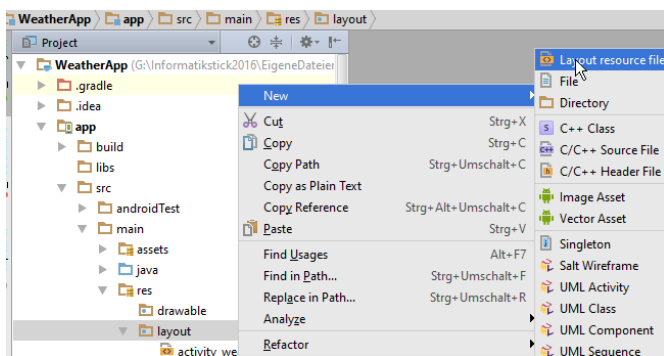 WeatherApp app src main res layout
Project
WeatherApp (G:\Informatikstick2016\EigeneDateien
.gradle
.idea
app
build
libs
src
androidTest
main
assets
java
res
drawable
layout
activity_we
New
Cut Strg+X
Copy Strg+C
Copy Path Strg+Umschalt+C
Copy as Plain Text
Copy Reference Strg+Alt+Umschalt+C
Paste Strg+V
Find Usages Alt+F7
Find in Path... Strg+Umschalt+F
Replace in Path... Strg+Umschalt+R
Analyze
Refactor
Layout resource file
File
Directory
C++ Class
C/C++ Source File
C/C++ Header File
Image Asset
Vector Asset
Singleton
Salt Wireframe
UML Activity
UML Class
UML Component
UML Sequence